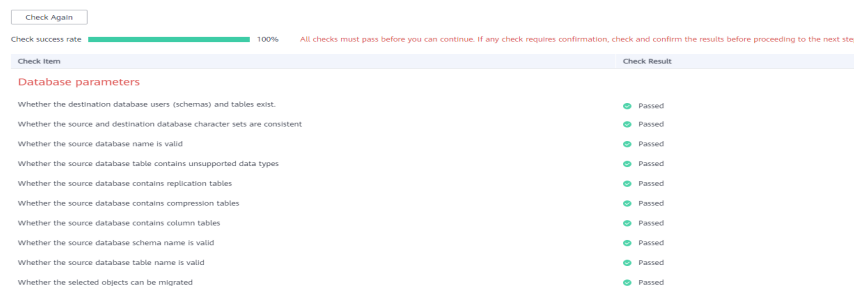 Check Again
Check success rate 100% All checks must pass before you can continue. If any check requires confirmation, check and confirm the results before proceeding to the next ste
Check Item Check Result
Database parameters
Whether the destination database users (schemas) and tables exist. Passed
Whether the source and destination database character sets are consistent Passed
Whether the source database name is valid Passed
Whether the source database table contains unsupported data types Passed
Whether the source database contains replication tables Passed
Whether the source database contains compression tables Passed
Whether the source database contains column tables Passed
Whether the source database schema name is valid Passed
Whether the source database table name is valid Passed
Whether the selected objects can be migrated Passed